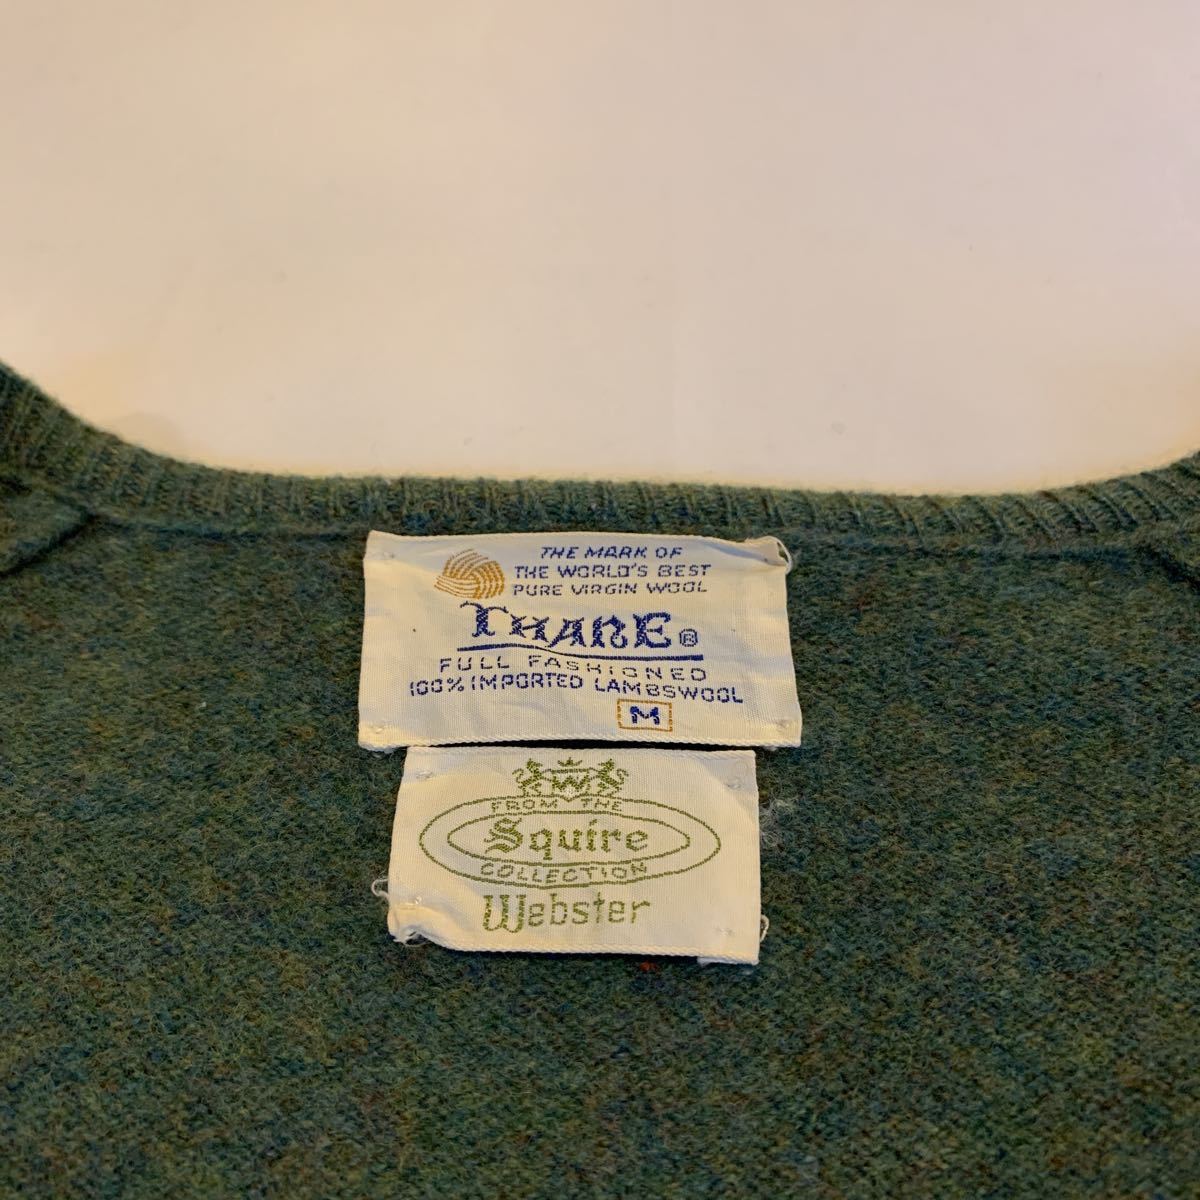 THE MARK OF
THE WORLD'S BEST
PURE VIRGIN WOOL
THANE ®
FULL FASHIONED
100% IMPORTED LAMBSWOOL
M
FROM THE
Squire
COLLECTION
Webster